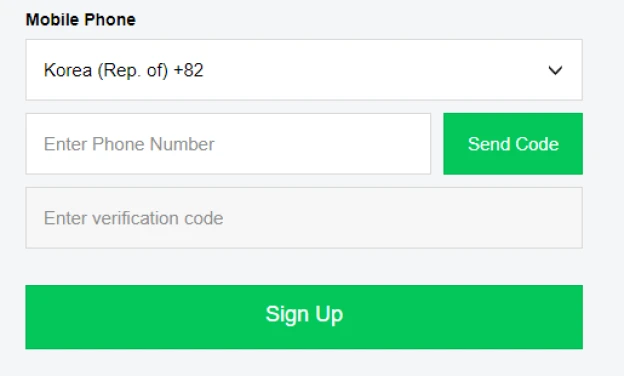 Mobile Phone
Korea (Rep. of) +82
Enter Phone Number
Send Code
Enter verification code
Sign Up